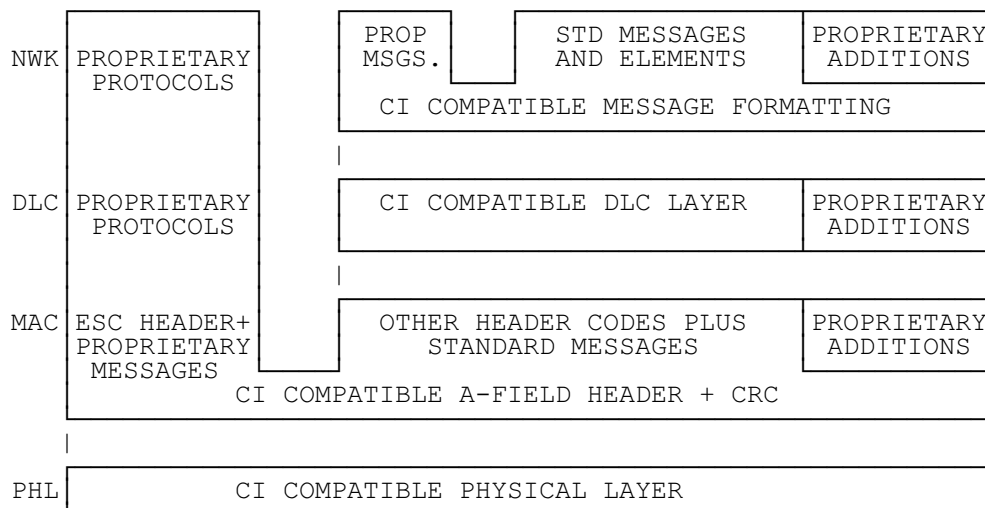 PROP STD MESSAGES PROPRIETARY
NWK PROPRIETARY MSGS. AND ELEMENTS ADDITIONS
PROTOCOLS
CI COMPATIBLE MESSAGE FORMATTING
DLC PROPRIETARY CI COMPATIBLE DLC LAYER PROPRIETARY
PROTOCOLS ADDITIONS
MAC ESC HEADER+ OTHER HEADER CODES PLUS PROPRIETARY
PROPRIETARY STANDARD MESSAGES ADDITIONS
MESSAGES
CI COMPATIBLE A-FIELD HEADER + CRC
PHL CI COMPATIBLE PHYSICAL LAYER